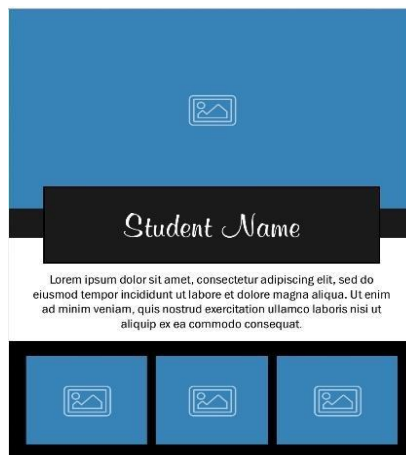 Student Name
Lorem ipsum dolor sit amet, consectetur adipiscing elit, sed do
eiusmod tempor incididunt ut labore et dolore magna aliqua. Ut enim
ad minim veniam, quis nostrud exercitation ullamco laboris nisi ut
aliquip ex ea commodo consequat.